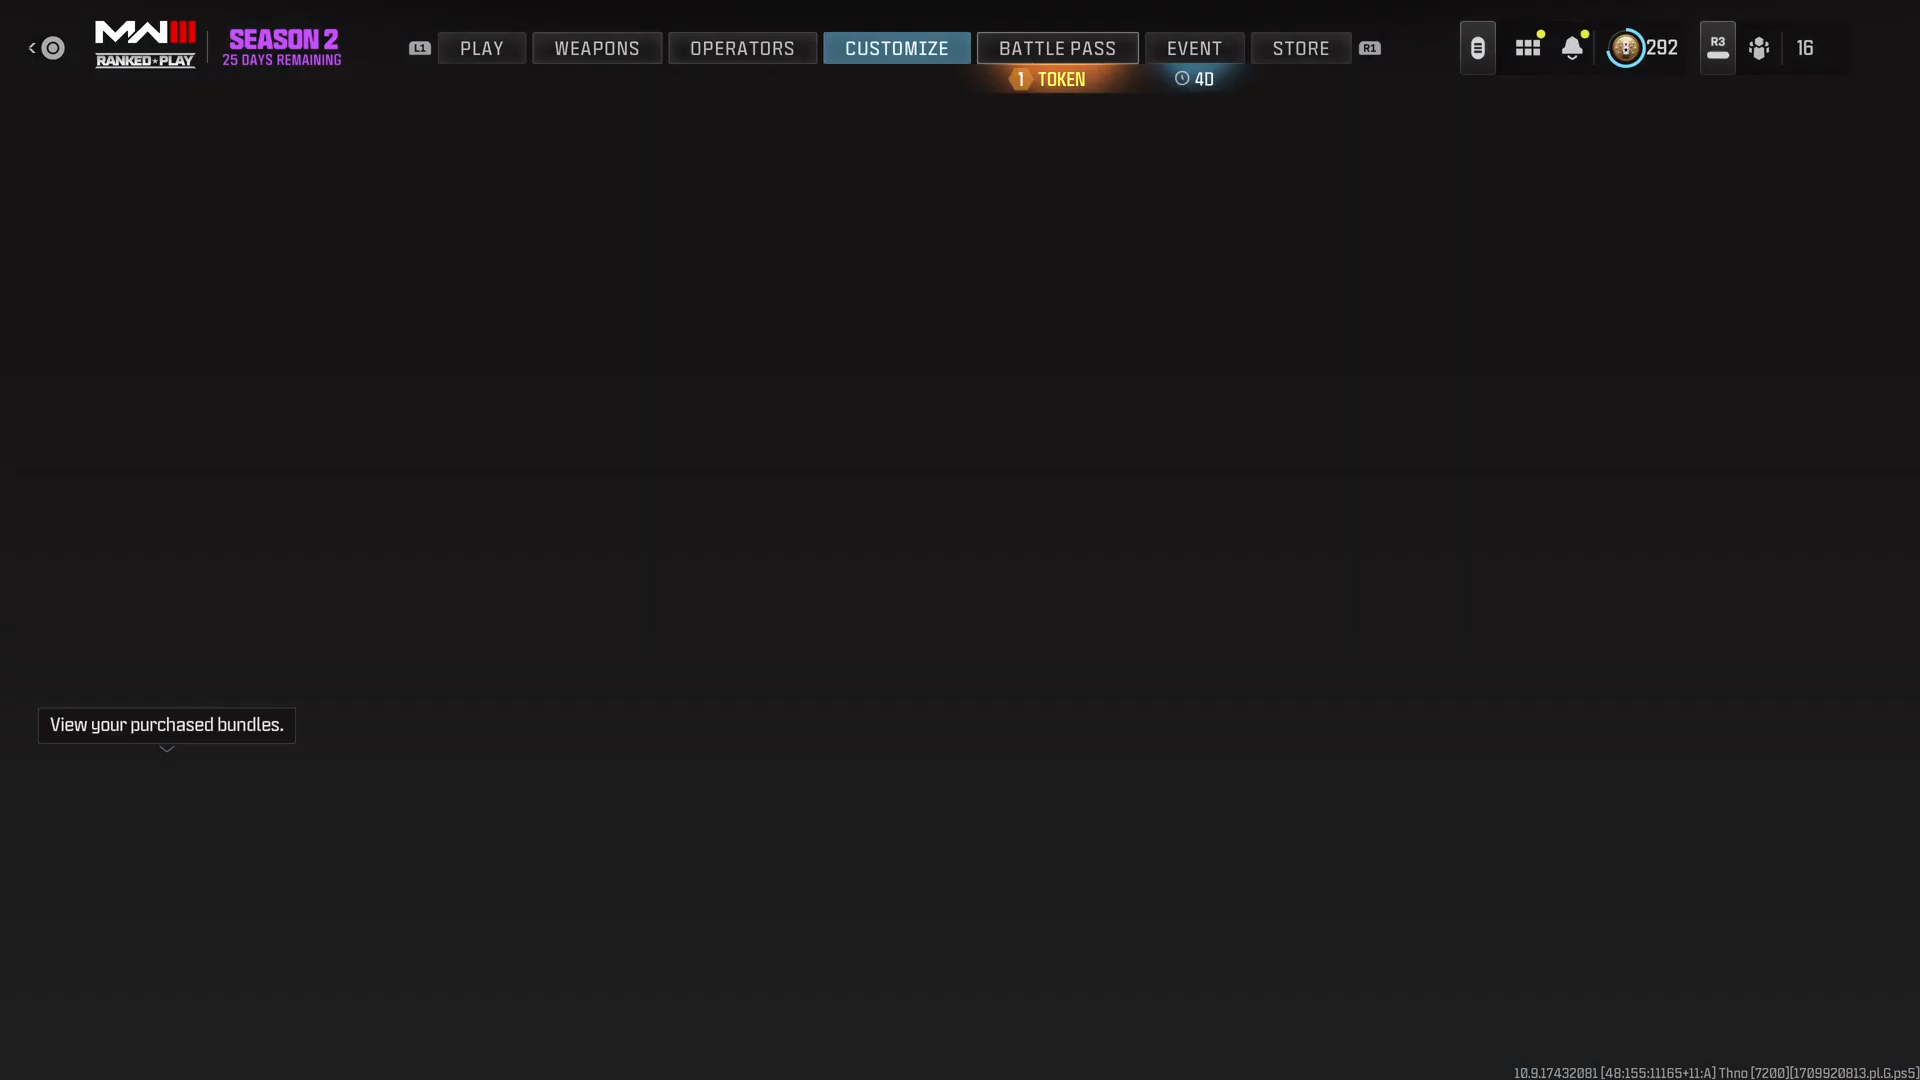 MWIII
RANKED PLAY
SEASON 2
25 DAYS REMAINING
L1
PLAY
WEAPONS
OPERATORS
CUSTOMIZE
BATTLE PASS
EVENT
STORE
R1
1 TOKEN
4D
292
R3
16
View your purchased bundles.
10.9.17432081 [48:155:11165+11:A] Thno [7200][1709920813.pl.G.ps5]